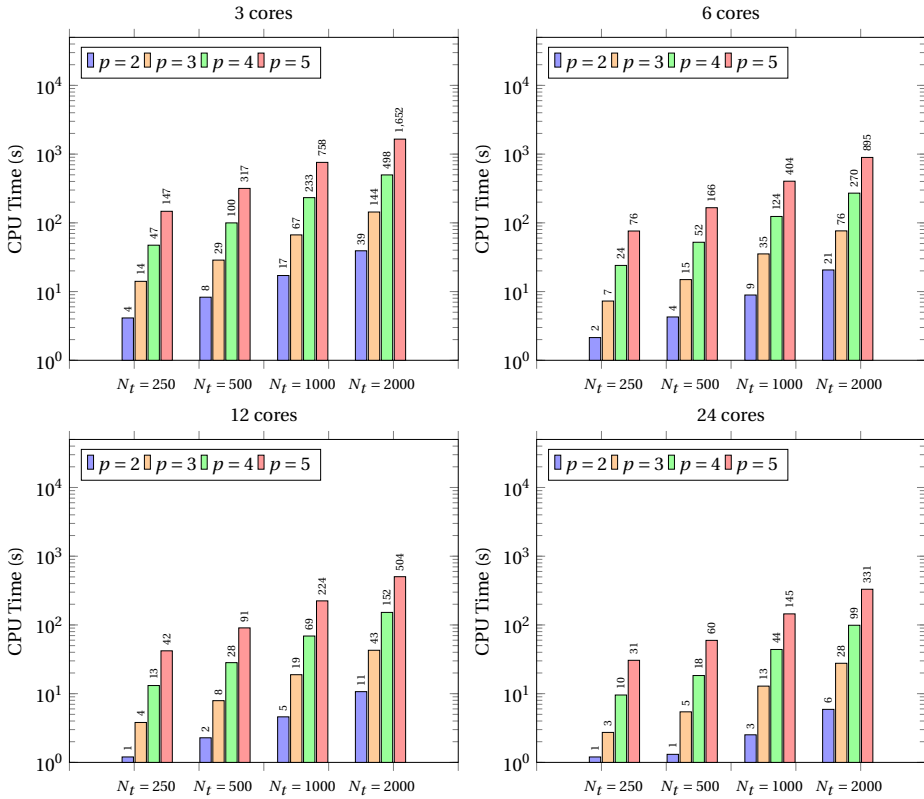 3 cores
p = 2 p = 3 p = 4 p = 5
CPU Time (s)
10^4
10^3
10^2
10^1
10^0
4 14 47 147
8 29 100 317
17 67 233 758
39 144 498 1,652
N_t = 250 N_t = 500 N_t = 1000 N_t = 2000
6 cores
p = 2 p = 3 p = 4 p = 5
CPU Time (s)
10^4
10^3
10^2
10^1
10^0
2 7 24 76
4 15 52 166
9 35 124 404
21 76 270 895
N_t = 250 N_t = 500 N_t = 1000 N_t = 2000
12 cores
p = 2 p = 3 p = 4 p = 5
CPU Time (s)
10^4
10^3
10^2
10^1
10^0
1 4 13 42
2 8 28 91
5 19 69 224
11 43 152 504
N_t = 250 N_t = 500 N_t = 1000 N_t = 2000
24 cores
p = 2 p = 3 p = 4 p = 5
CPU Time (s)
10^4
10^3
10^2
10^1
10^0
1 3 10 31
1 5 18 60
3 13 44 145
6 28 99 331
N_t = 250 N_t = 500 N_t = 1000 N_t = 2000